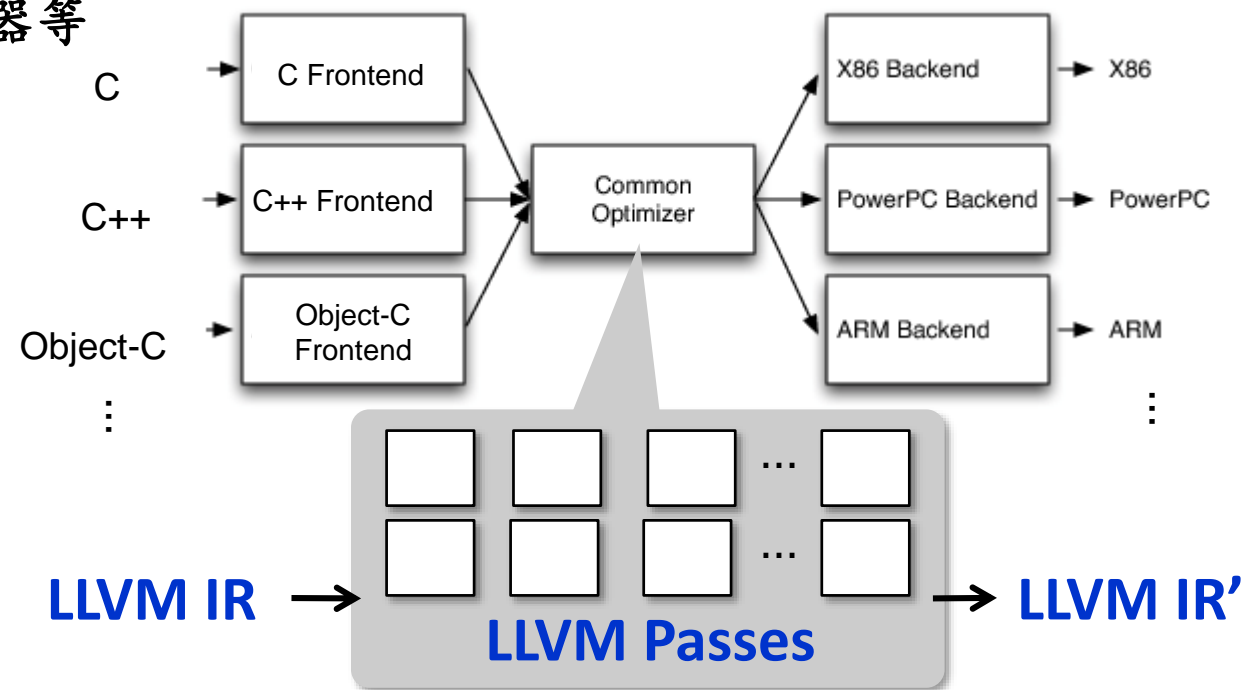 器等
C
C Frontend
X86 Backend
X86
C++
C++ Frontend
Common
Optimizer
PowerPC Backend
PowerPC
Object-C
Object-C
Frontend
ARM Backend
ARM
⋮
⋮
...
...
LLVM IR
LLVM Passes
LLVM IR’